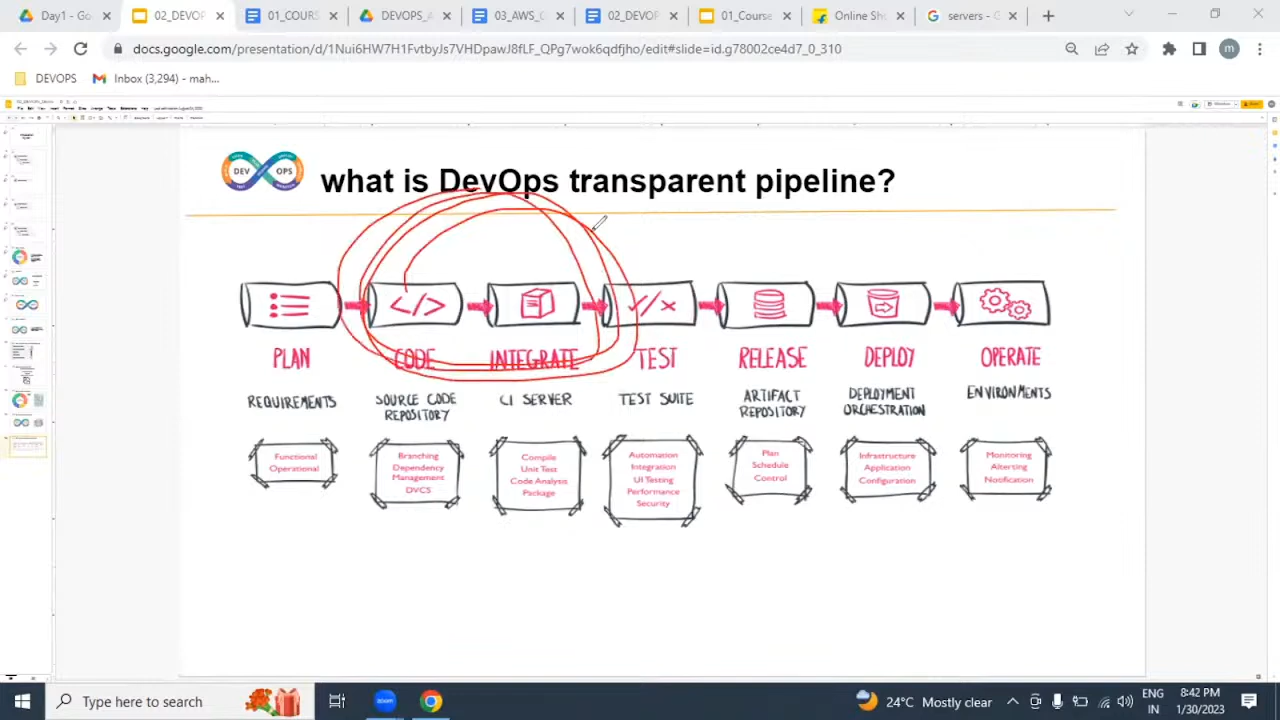 Day1 - Go
02_DEVOP
01_COURS
DEVOPS_A
03_AWS_C
02_DEVOP
01_Course
Online Sho
servers - G
docs.google.com/presentation/d/1Nui6HW7H1FvtbyJs7VHDpawJ8fLF_QPg7wok6qdfjho/edit#slide=id.g78002ce4d7_0_310
m
DEVOPS
Inbox (3,294) - mah...
DEV OPS
what is DevOps transparent pipeline?
</>
PLAN
CODE
INTEGRATE
TEST
RELEASE
DEPLOY
OPERATE
REQUIREMENTS
SOURCE CODE
REPOSITORY
CI SERVER
TEST SUITE
ARTIFACT
REPOSITORY
DEPLOYMENT
ORCHESTRATION
ENVIRONMENTS
Functional
Operational
Branching
Dependency
Management
DVCS
Compile
Unit Test
Code Analysis
Package
Automation
Integration
UI Testing
Performance
Security
Plan
Schedule
Control
Infrastructure
Application
Configuration
Monitoring
Alterting
Notification
Type here to search
zoom
24°C Mostly clear
ENG
IN
8:42 PM
1/30/2023